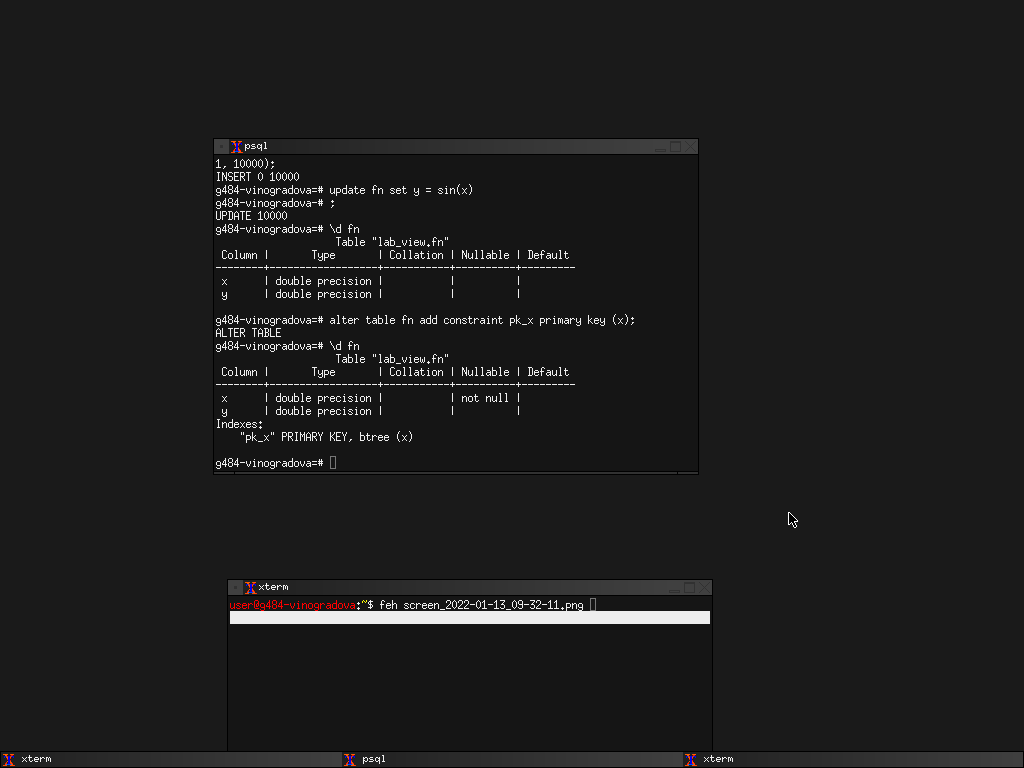 psql
1, 10000);
INSERT 0 10000
g484-vinogradova=# update fn set y = sin(x)
g484-vinogradova-# ;
UPDATE 10000
g484-vinogradova=# \d fn
Table "lab_view.fn"
Column | Type | Collation | Nullable | Default
--------+------------------+-----------+----------+---------
x | double precision | | |
y | double precision | | |
g484-vinogradova=# alter table fn add constraint pk_x primary key (x);
ALTER TABLE
g484-vinogradova=# \d fn
Table "lab_view.fn"
Column | Type | Collation | Nullable | Default
--------+------------------+-----------+----------+---------
x | double precision | | not null |
y | double precision | | |
Indexes:
"pk_x" PRIMARY KEY, btree (x)
g484-vinogradova=#
xterm
user@g484-vinogradova:~$ feh screen_2022-01-13_09-32-11.png
xterm psql xterm